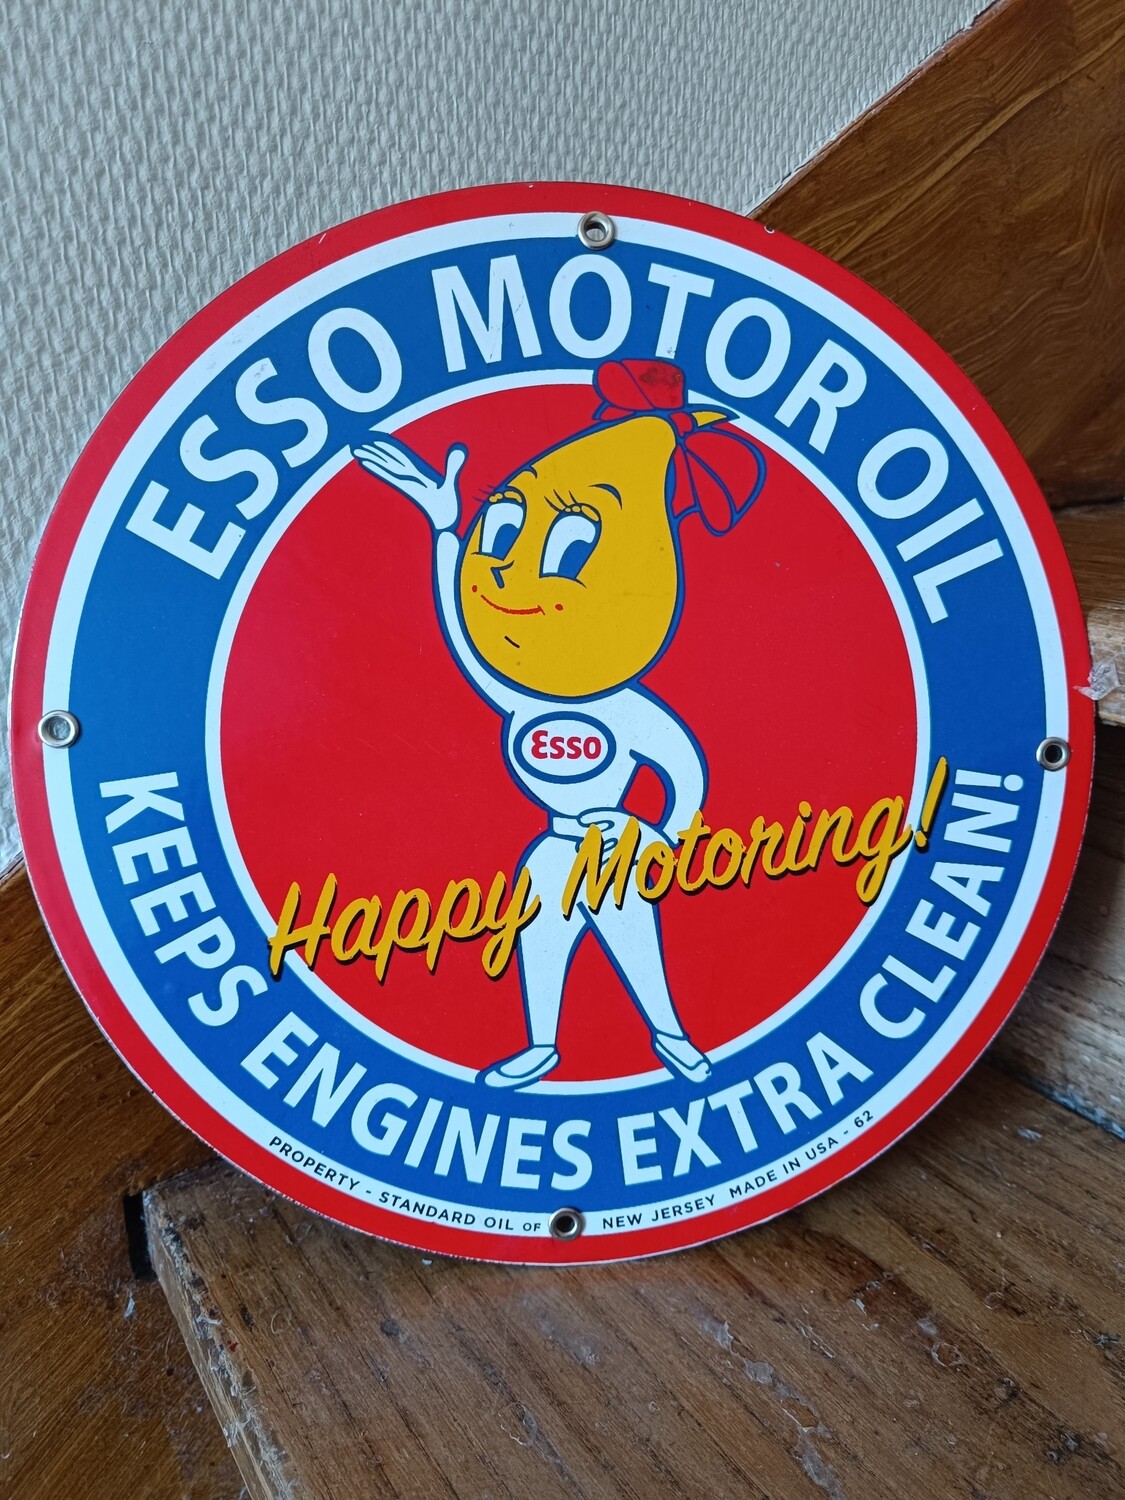 ESSO MOTOR OIL
Esso
Happy Motoring!
KEEPS ENGINES EXTRA CLEAN!
PROPERTY - STANDARD OIL OF NEW JERSEY MADE IN USA - 62